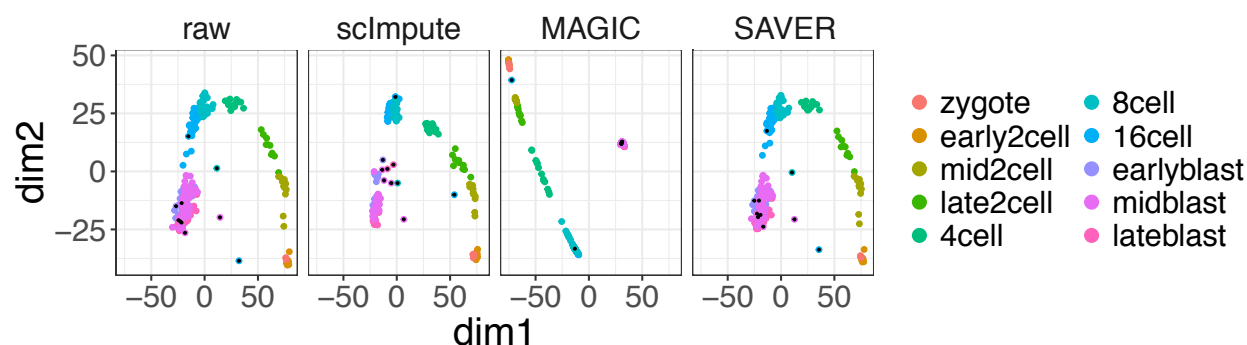 raw scImpute MAGIC SAVER
50
25
0
−25
dim2
−50 0 50 −50 0 50 −50 0 50 −50 0 50
dim1
zygote 8cell
early2cell 16cell
mid2cell earlyblast
late2cell midblast
4cell lateblast